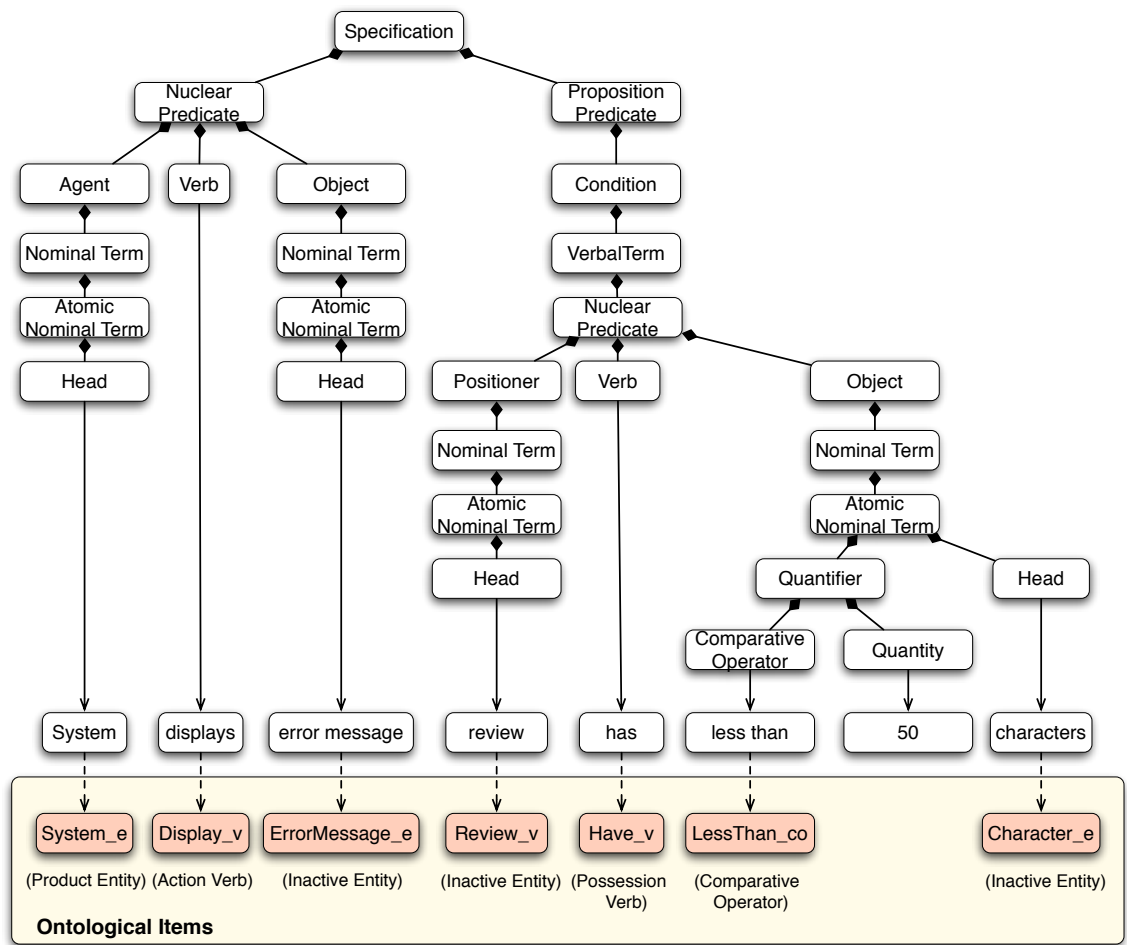 Specification
Nuclear
Predicate
Proposition
Predicate
Agent
Verb
Object
Condition
Nominal Term
Nominal Term
VerbalTerm
Atomic
Nominal Term
Atomic
Nominal Term
Nuclear
Predicate
Head
Head
Positioner
Verb
Object
Nominal Term
Nominal Term
Atomic
Nominal Term
Atomic
Nominal Term
Head
Quantifier
Head
Comparative
Operator
Quantity
System
displays
error message
review
has
less than
50
characters
System_e
Display_v
ErrorMessage_e
Review_v
Have_v
LessThan_co
Character_e
(Product Entity)
(Action Verb)
(Inactive Entity)
(Inactive Entity)
(Possession
Verb)
(Comparative
Operator)
(Inactive Entity)
Ontological Items